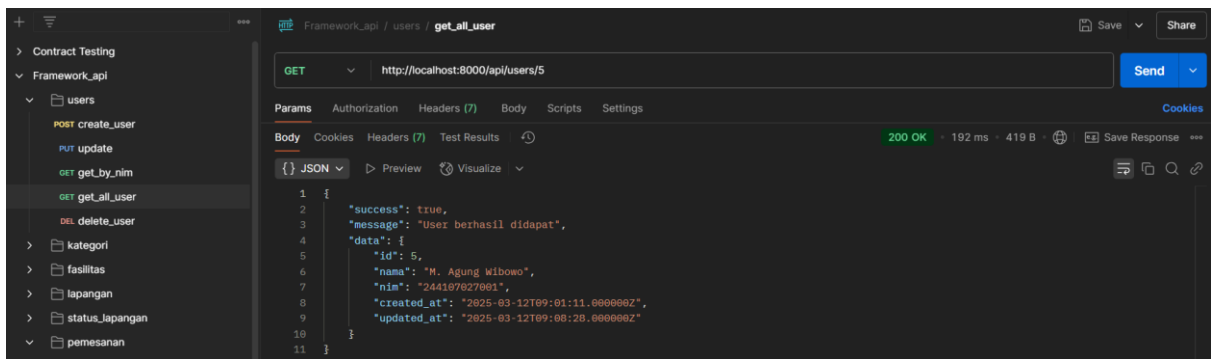 Framework_api / users / get_all_user
Save
Share
Contract Testing
Framework_api
users
POST create_user
PUT update
GET get_by_nim
GET get_all_user
DEL delete_user
kategori
fasilitas
lapangan
status_lapangan
pemesanan
GET http://localhost:8000/api/users/5
Send
Params Authorization Headers (7) Body Scripts Settings
Cookies
Body Cookies Headers (7) Test Results
200 OK 192 ms 419 B Save Response
{} JSON Preview Visualize
1 {
2 "success": true,
3 "message": "User berhasil didapat",
4 "data": {
5 "id": 5,
6 "nama": "M. Agung Wibowo",
7 "nim": "244107027001",
8 "created_at": "2025-03-12T09:01:11.000000Z",
9 "updated_at": "2025-03-12T09:08:28.000000Z"
10 }
11 }